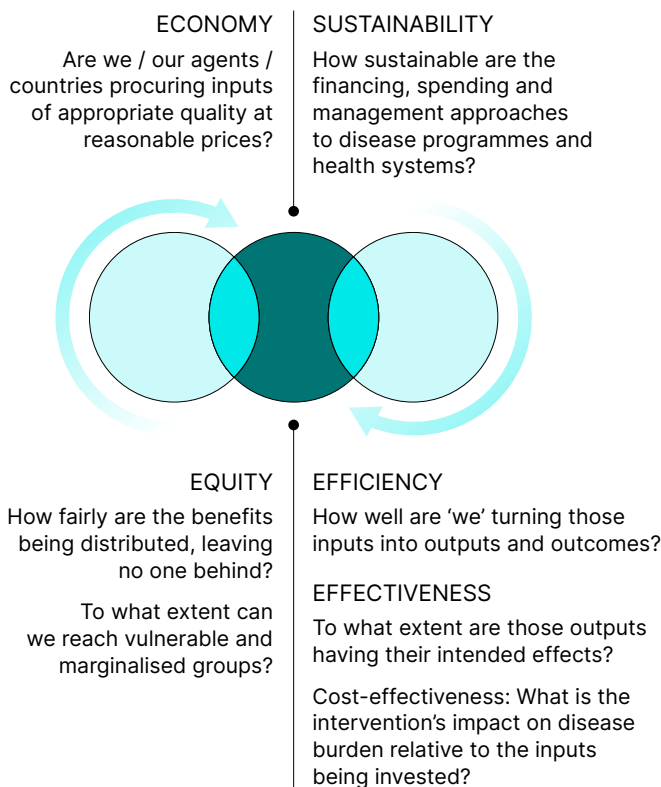 ECONOMY
Are we / our agents /
countries procuring inputs
of appropriate quality at
reasonable prices?
SUSTAINABILITY
How sustainable are the
financing, spending and
management approaches
to disease programmes and
health systems?
EQUITY
How fairly are the benefits
being distributed, leaving
no one behind?
To what extent can
we reach vulnerable and
marginalised groups?
EFFICIENCY
How well are ‘we’ turning those
inputs into outputs and outcomes?
EFFECTIVENESS
To what extent are those outputs
having their intended effects?
Cost-effectiveness: What is the
intervention’s impact on disease
burden relative to the inputs
being invested?